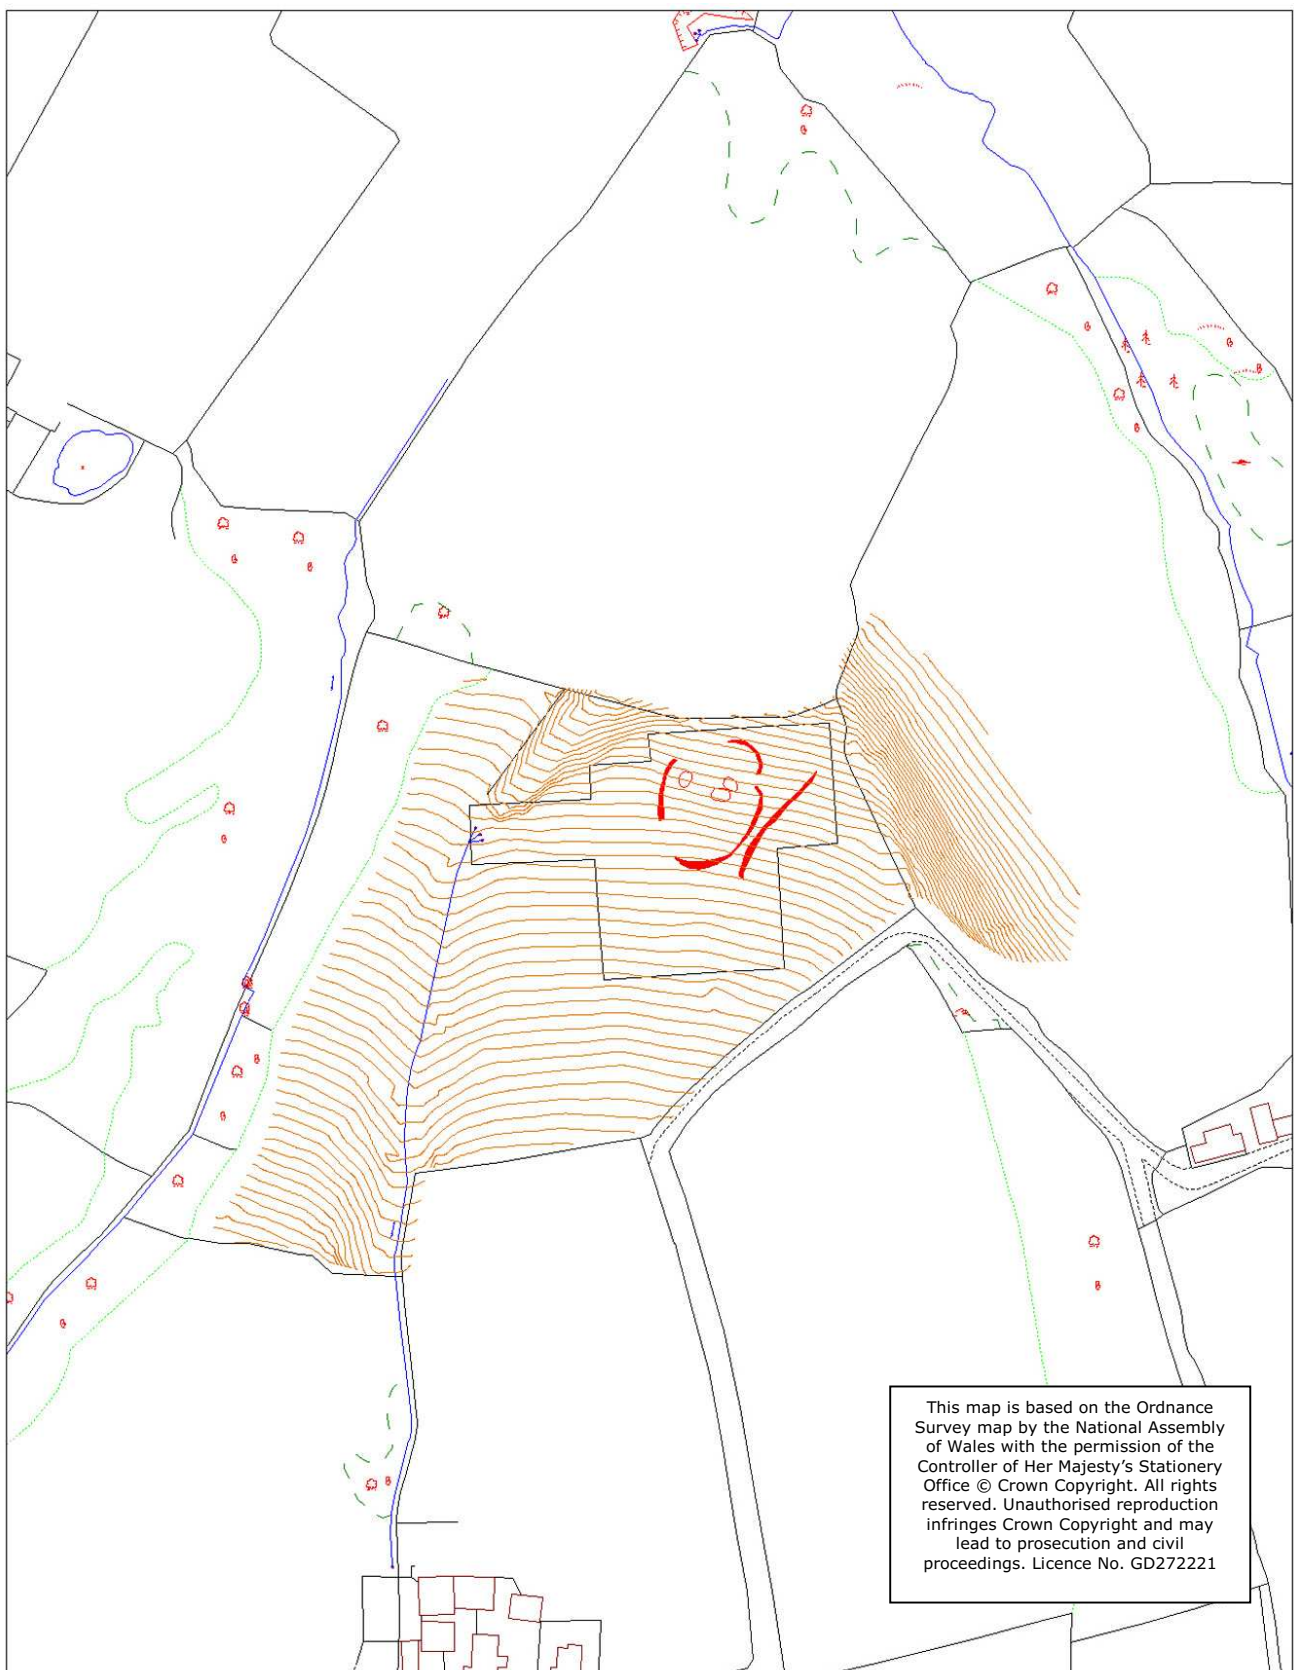 This map is based on the Ordnance
Survey map by the National Assembly
of Wales with the permission of the
Controller of Her Majesty’s Stationery
Office © Crown Copyright. All rights
reserved. Unauthorised reproduction
infringes Crown Copyright and may
lead to prosecution and civil
proceedings. Licence No. GD272221